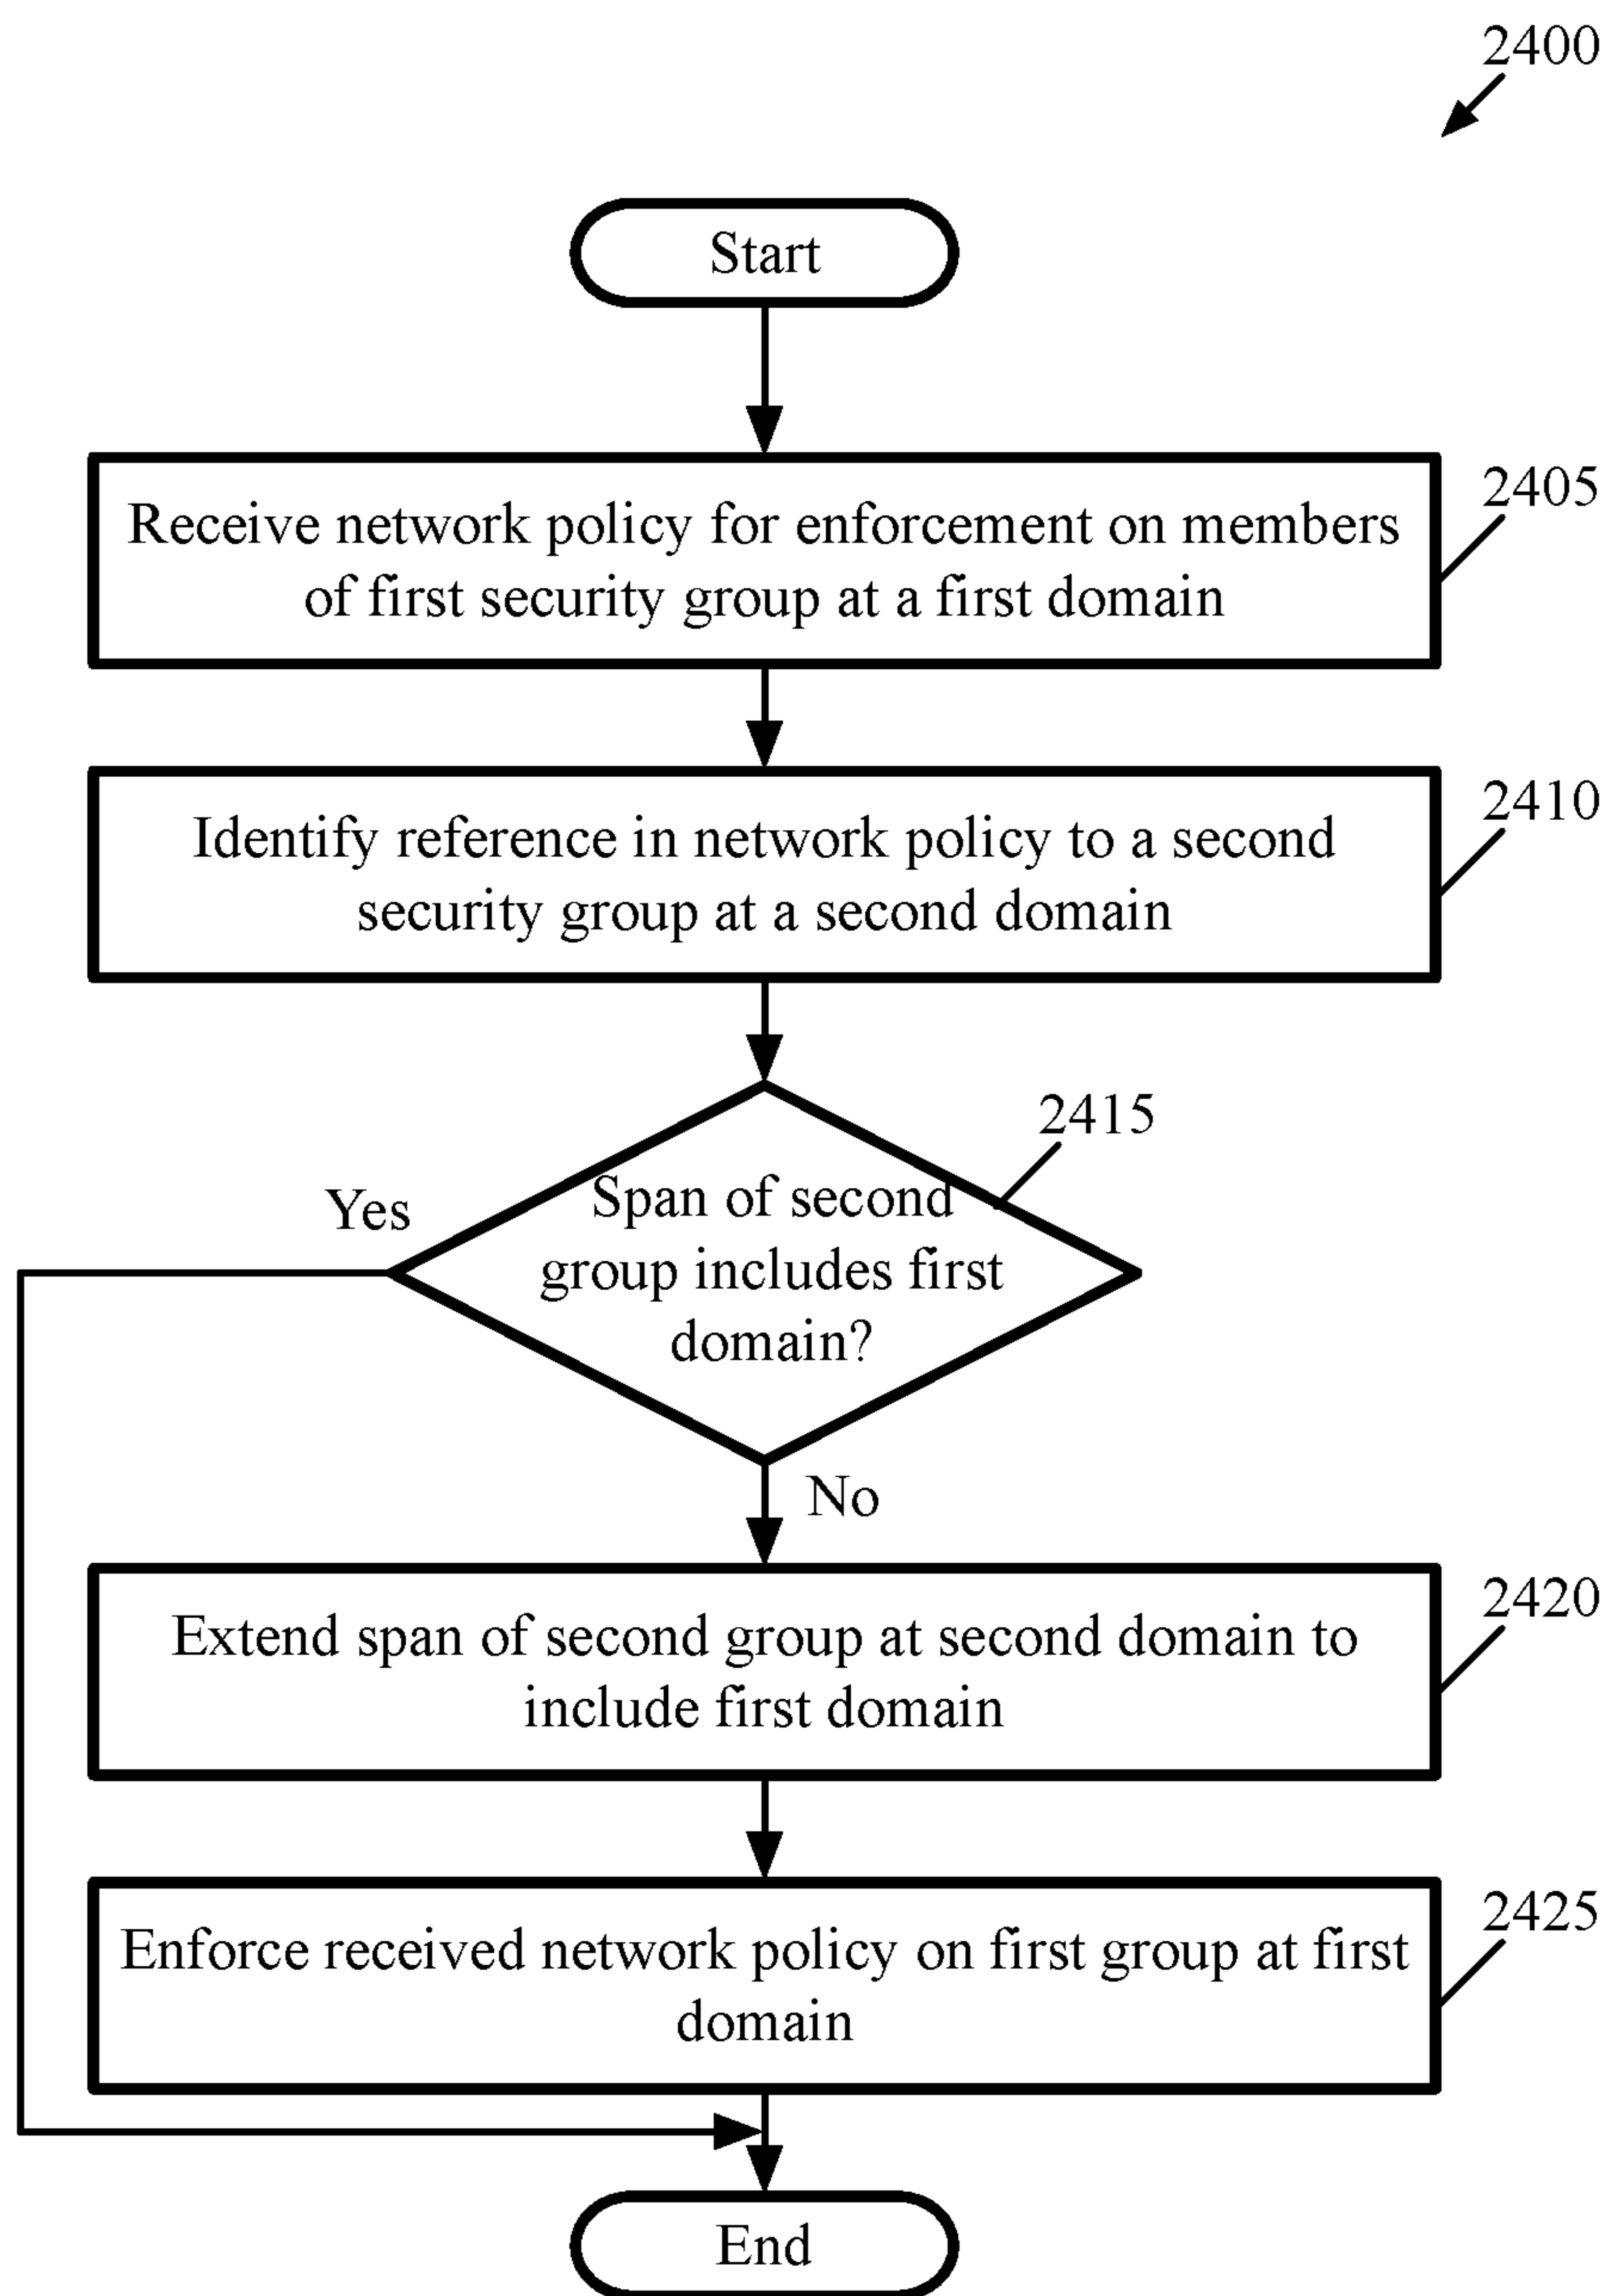 2400
Start
Receive network policy for enforcement on members
of first security group at a first domain
2405
Identify reference in network policy to a second
security group at a second domain
2410
2415
Yes
Span of second
group includes first
domain?
No
Extend span of second group at second domain to
include first domain
2420
Enforce received network policy on first group at first
domain
2425
End